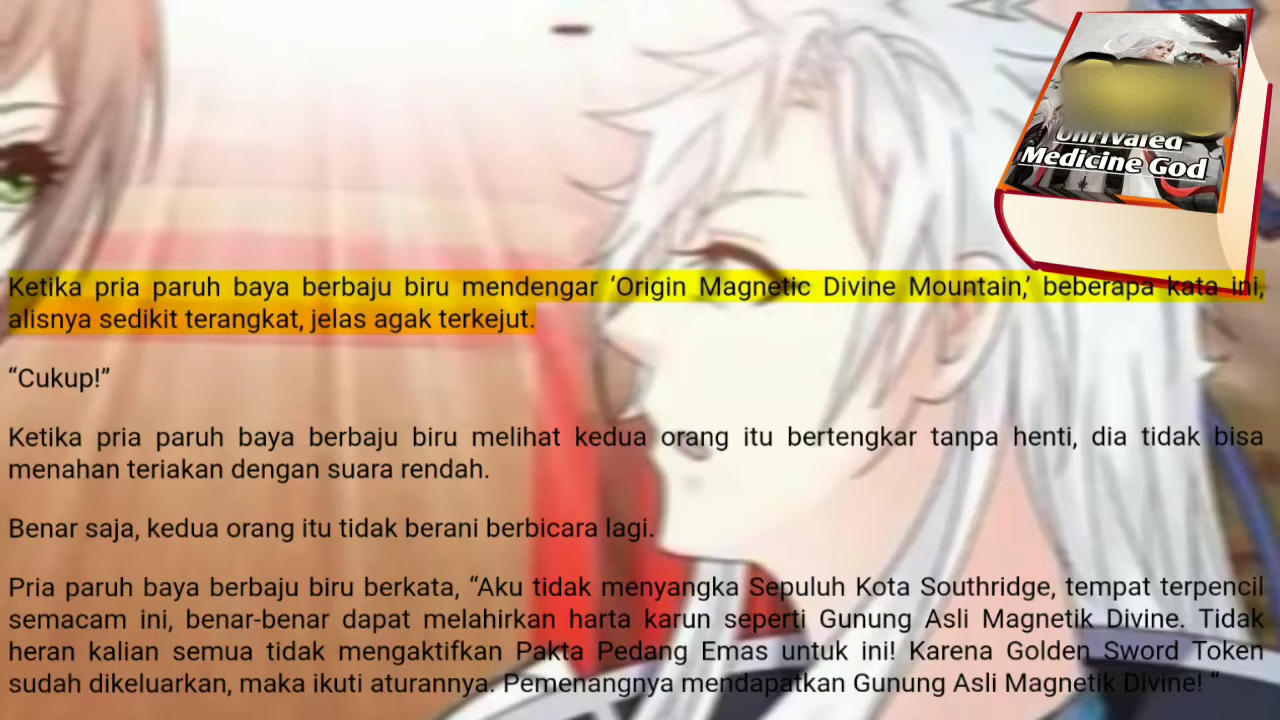 Unrivaled
Medicine God
Ketika pria paruh baya berbaju biru mendengar ‘Origin Magnetic Divine Mountain,’ beberapa kata ini,
alisnya sedikit terangkat, jelas agak terkejut.
“Cukup!”
Ketika pria paruh baya berbaju biru melihat kedua orang itu bertengkar tanpa henti, dia tidak bisa
menahan teriakan dengan suara rendah.
Benar saja, kedua orang itu tidak berani berbicara lagi.
Pria paruh baya berbaju biru berkata, “Aku tidak menyangka Sepuluh Kota Southridge, tempat terpencil
semacam ini, benar-benar dapat melahirkan harta karun seperti Gunung Asli Magnetik Divine. Tidak
heran kalian semua tidak mengaktifkan Pakta Pedang Emas untuk ini! Karena Golden Sword Token
sudah dikeluarkan, maka ikuti aturannya. Pemenangnya mendapatkan Gunung Asli Magnetik Divine! “